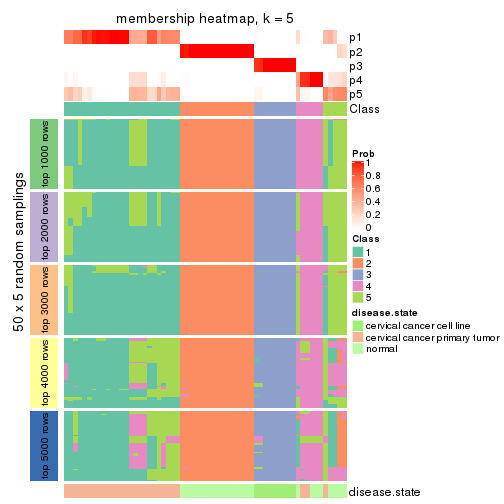 membership heatmap, k = 5
p1
p2
p3
p4
p5
Class
50 x 5 random samplings
top 1000 rows
top 2000 rows
top 3000 rows
top 4000 rows
top 5000 rows
disease.state
Prob
1
0.8
0.6
0.4
0.2
0
Class
1
2
3
4
5
disease.state
cervical cancer cell line
cervical cancer primary tumor
normal